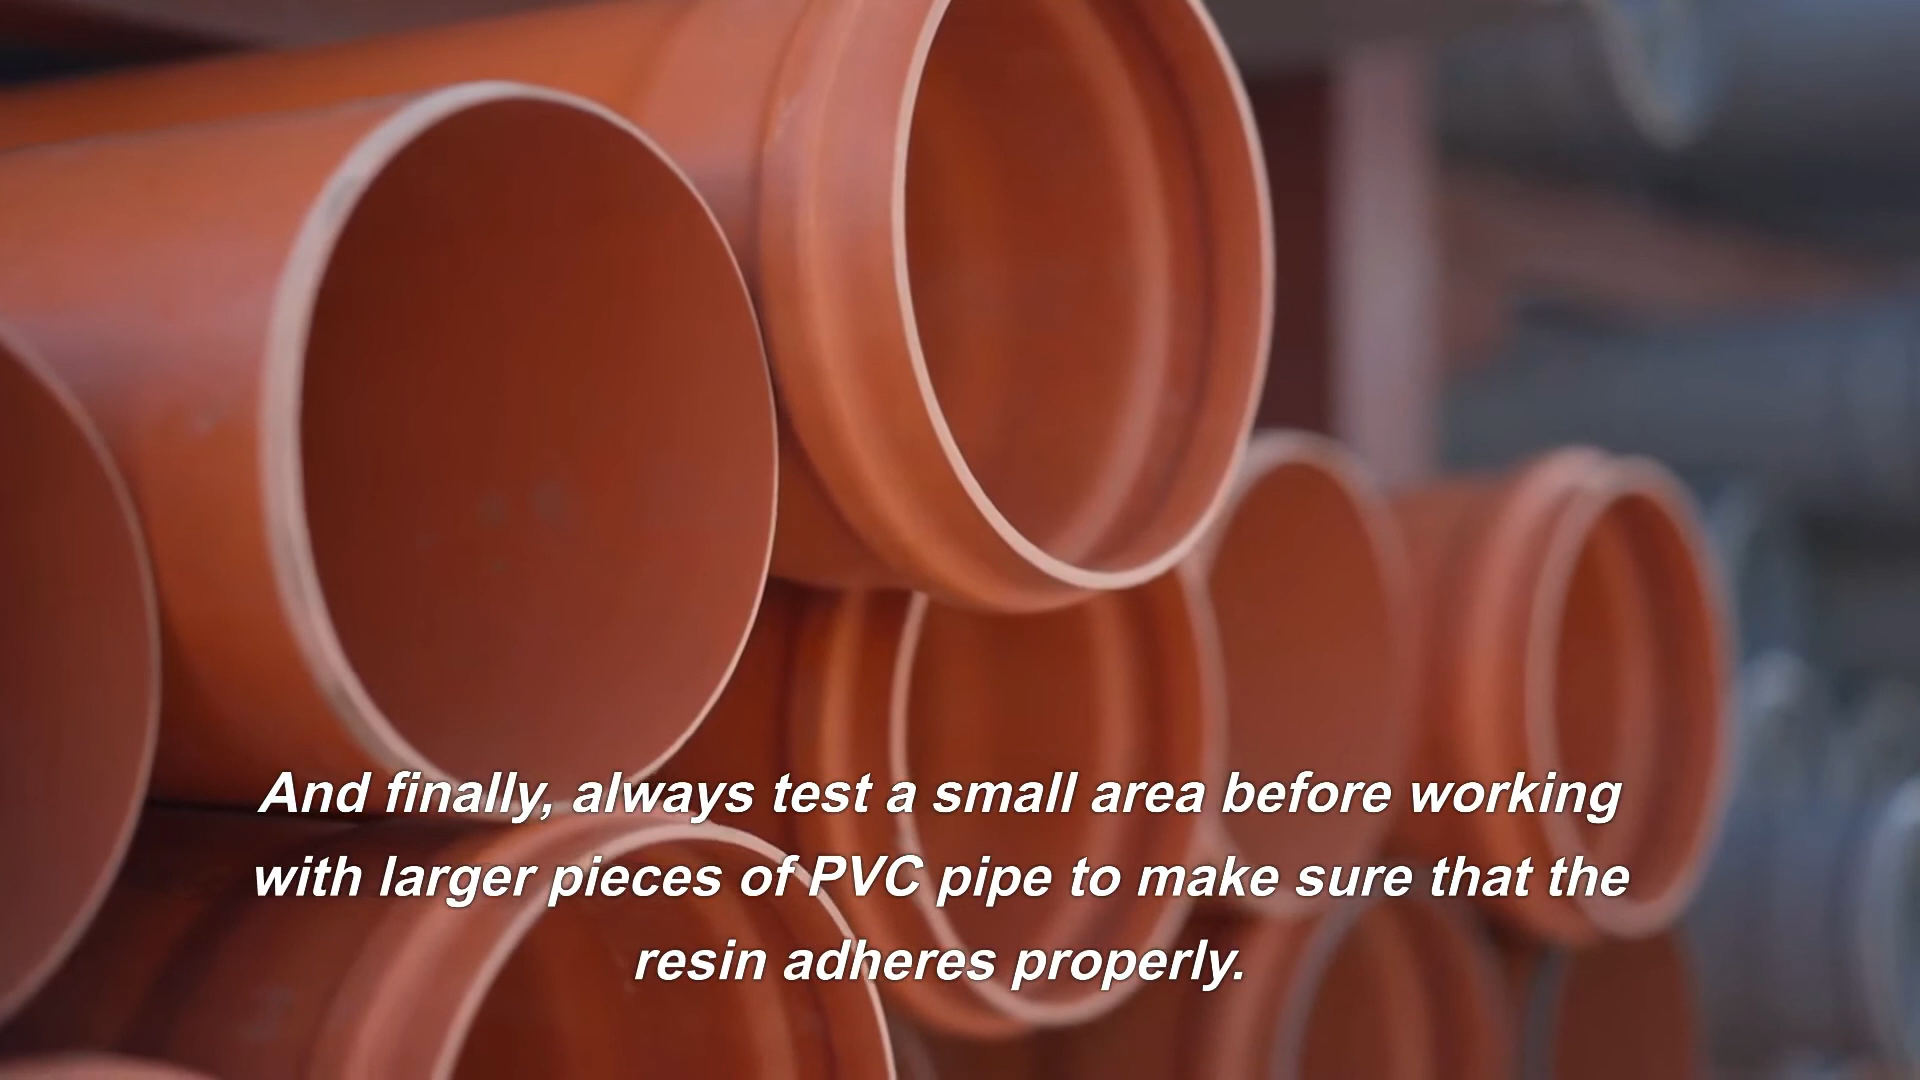 And finally, always test a small area before working
with larger pieces of PVC pipe to make sure that the
resin adheres properly.